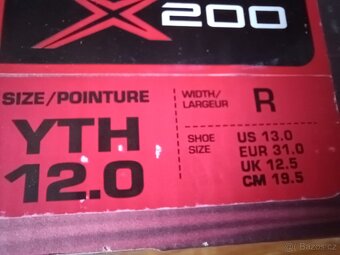 X200
SIZE/POINTURE
YTH
12.0
WIDTH/
LARGEUR
R
SHOE
SIZE
US 13.0
EUR 31.0
UK 12.5
CM 19.5
Bazos.cz